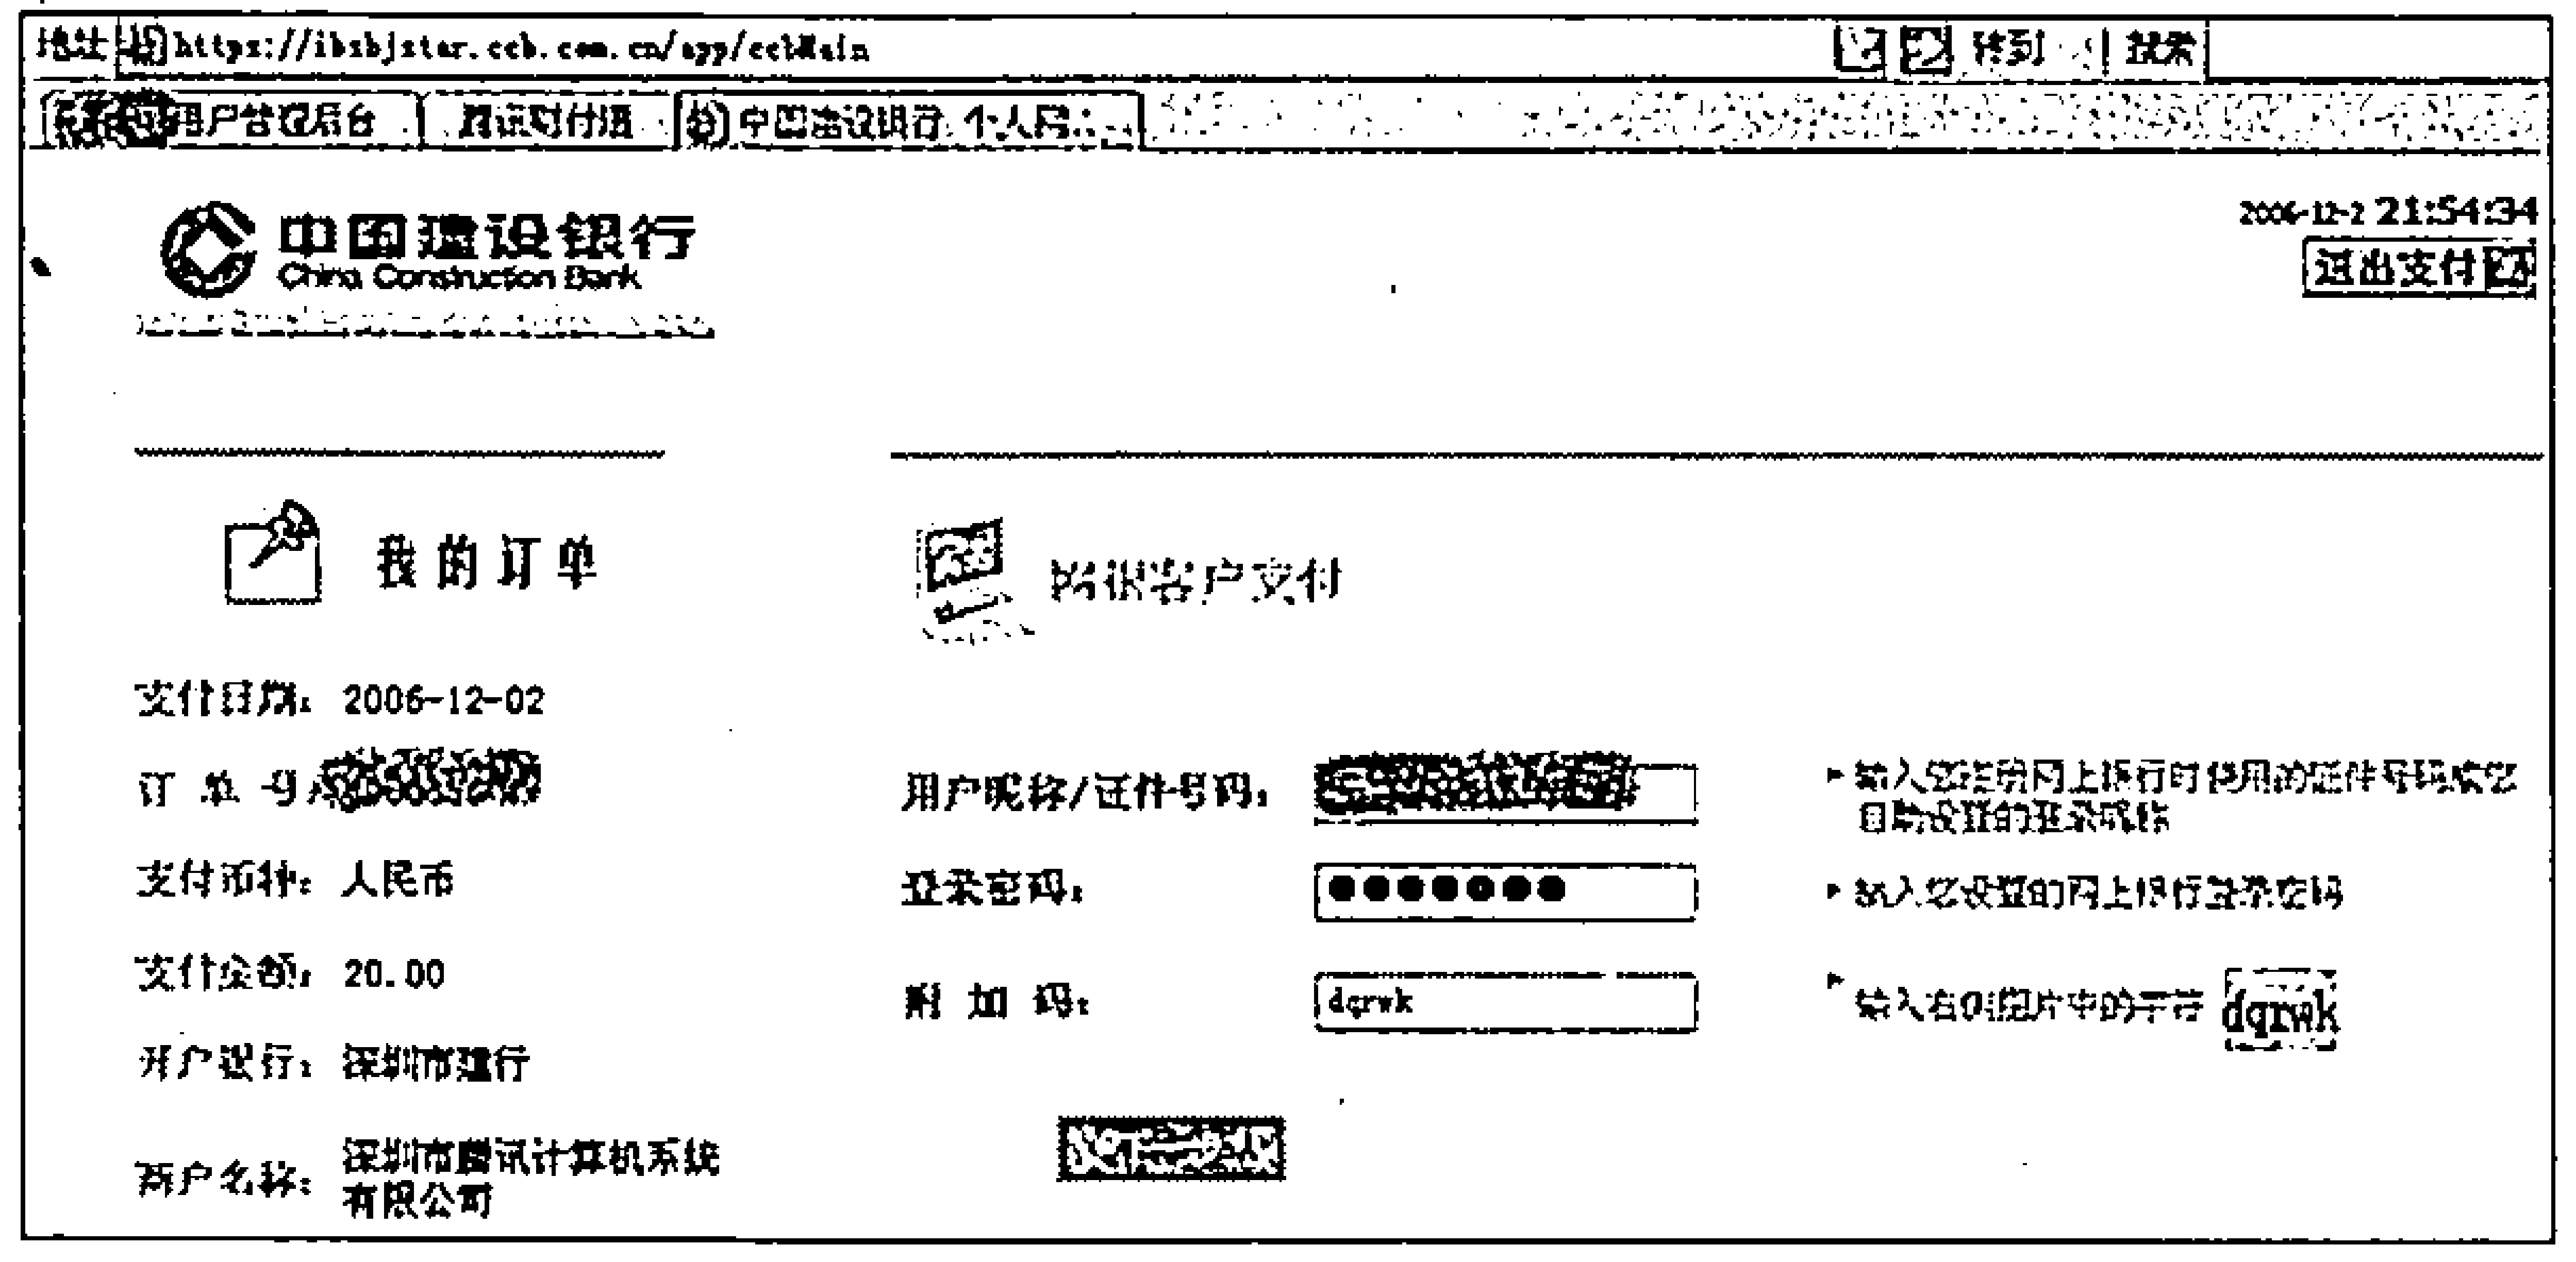 地址 https://ibsbjstar.ccb.com.cn/app/ccbMain 转到 搜索
用户管理后台 腾讯财付通 中国建设银行 个人网..
中国建设银行
China Construction Bank
2006-12-2 21:54:34
退出支付
我的订单
网银客户支付
支付日期: 2006-12-02
订 单 号
支付币种: 人民币
支付金额: 20.00
开户银行: 深圳市建行
商户名称: 深圳市腾讯计算机系统
有限公司
用户昵称/证件号码:
输入您注册网上银行时使用的证件号码或您
自助设置的登录昵称
登录密码: ●●●●●●●
输入您设置的网上银行登录密码
附 加 码: dqrwk
输入右侧图片中的字符 dqrwk